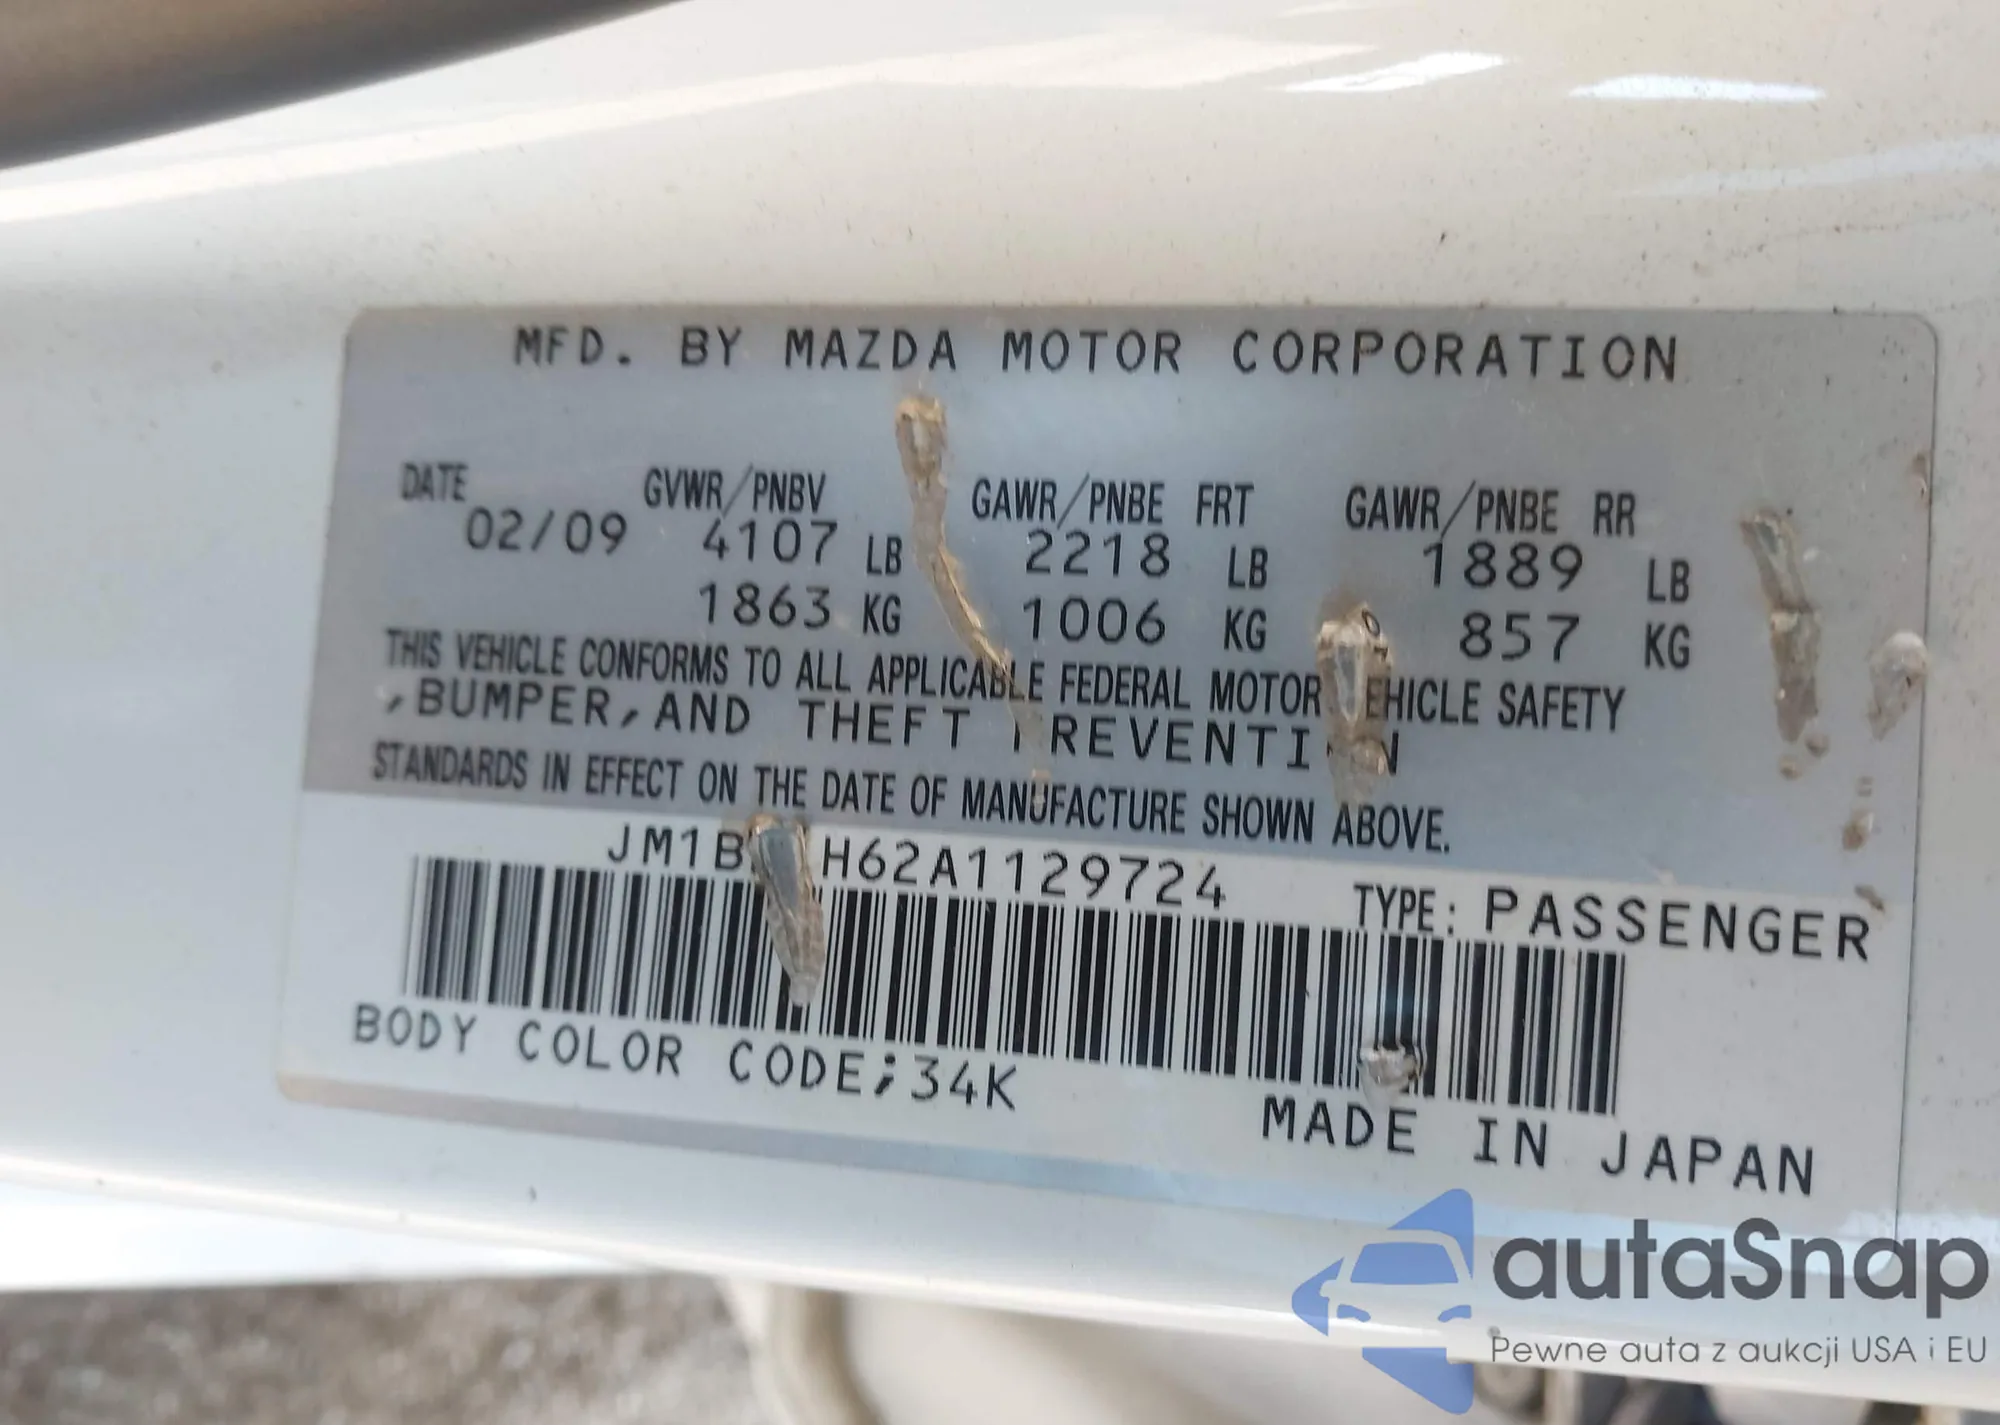 MFD. BY MAZDA MOTOR CORPORATION
DATE GVWR/PNBV GAWR/PNBE FRT GAWR/PNBE RR
02/09 4107 LB 2218 LB 1889 LB
1863 KG 1006 KG 857 KG
THIS VEHICLE CONFORMS TO ALL APPLICABLE FEDERAL MOTOR SAFETY
,BUMPER,AND THEFT
STANDARDS IN EFFECT ON THE DATE OF MANUFACTURE SHOWN ABOVE.
TYPE: PASSENGER
BODY COLOR CODE;34K
MADE IN JAPAN
autaSnap
Pewne auta z aukcji USA i EU